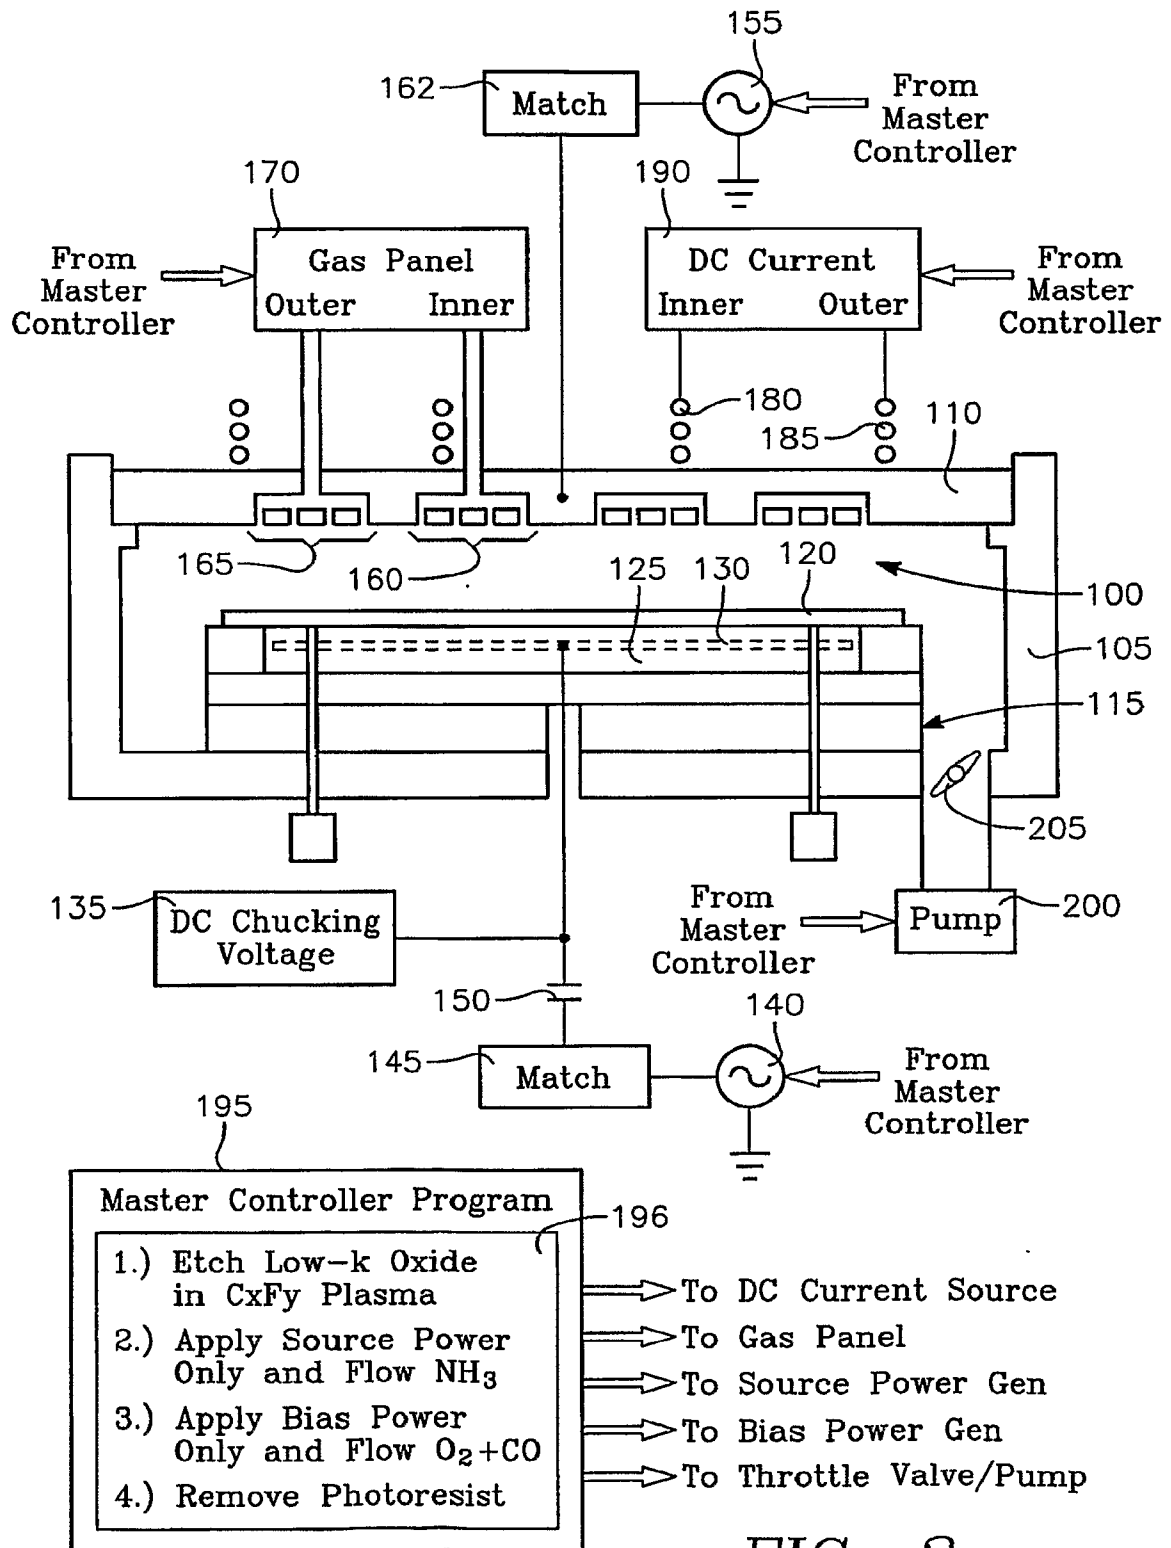 155
162
Match
From
Master
Controller
170
190
From
Master
Controller
Gas Panel
Outer Inner
DC Current
Inner Outer
From
Master
Controller
180
185
110
165
160
125
130
120
100
105
115
205
135
DC Chucking
Voltage
From
Master
Controller
Pump
200
150
140
145
Match
From
Master
Controller
195
Master Controller Program
196
1.) Etch Low-k Oxide
in CxFy Plasma
2.) Apply Source Power
Only and Flow NH3
3.) Apply Bias Power
Only and Flow O2+CO
4.) Remove Photoresist
To DC Current Source
To Gas Panel
To Source Power Gen
To Bias Power Gen
To Throttle Valve/Pump